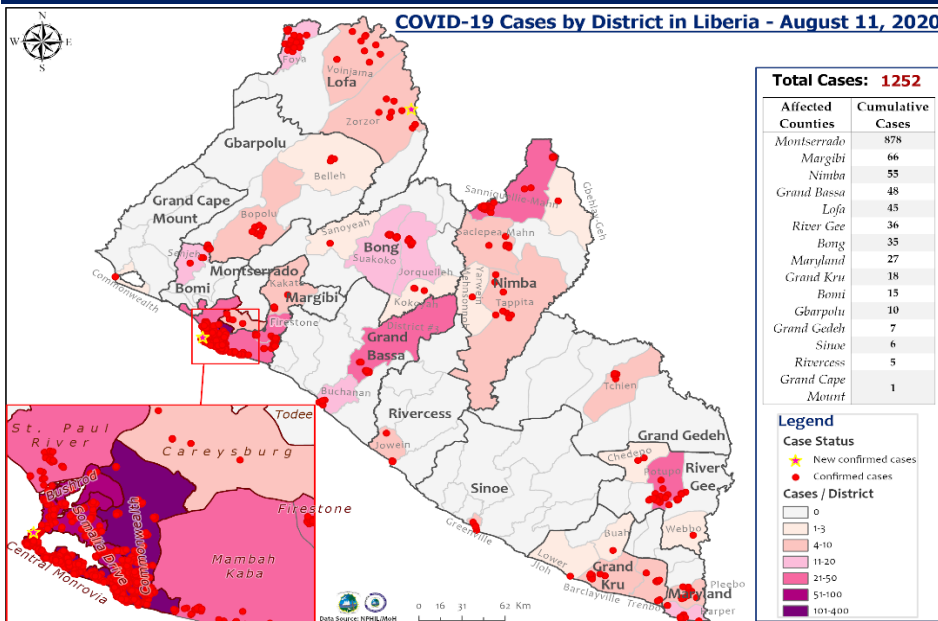 COVID-19 Cases by District in Liberia - August 11, 2020
N
W E
S
Foya
Voinjama
Lofa
Zorzor
Gbarpolu
Belleh
Grand Cape
Mount
Bopolu
Sanoyeah
Senjeh
Bong
Suakoko
Jorquelleh
Kokoyah
Commonwealth
Bomi
Montserrado
Kakata
Margibi
Firestone
Sanniquellie-Mahn
Gbehlay-Geh
Saclepea-Mahn
Nimba
Yarwein
Mehnsonnoh
Tappita
District #3
Grand
Bassa
Buchanan
Rivercess
Jowein
Tchien
Grand Gedeh
Chedepo
Potupo
River
Gee
Sinoe
Greenville
Webbo
Buah
Lower
Jloh
Grand
Kru
Barclayville
Trenbo
Pleebo
Maryland
Harper
St. Paul
River
Todee
Careysburg
Bushrod
Somalia Drive
Commonwealth
Firestone
Mambah
Kaba
Central Monrovia
Data Source: NPHIL/MoH
0 16 31 62 Km
Total Cases: 1252
Affected Counties Cumulative Cases
Montserrado 878
Margibi 66
Nimba 55
Grand Bassa 48
Lofa 45
River Gee 36
Bong 35
Maryland 27
Grand Kru 18
Bomi 15
Gbarpolu 10
Grand Gedeh 7
Sinoe 6
Rivercess 5
Grand Cape Mount 1
Legend
Case Status
New confirmed cases
Confirmed cases
Cases / District
0
1-3
4-10
11-20
21-50
51-100
101-400